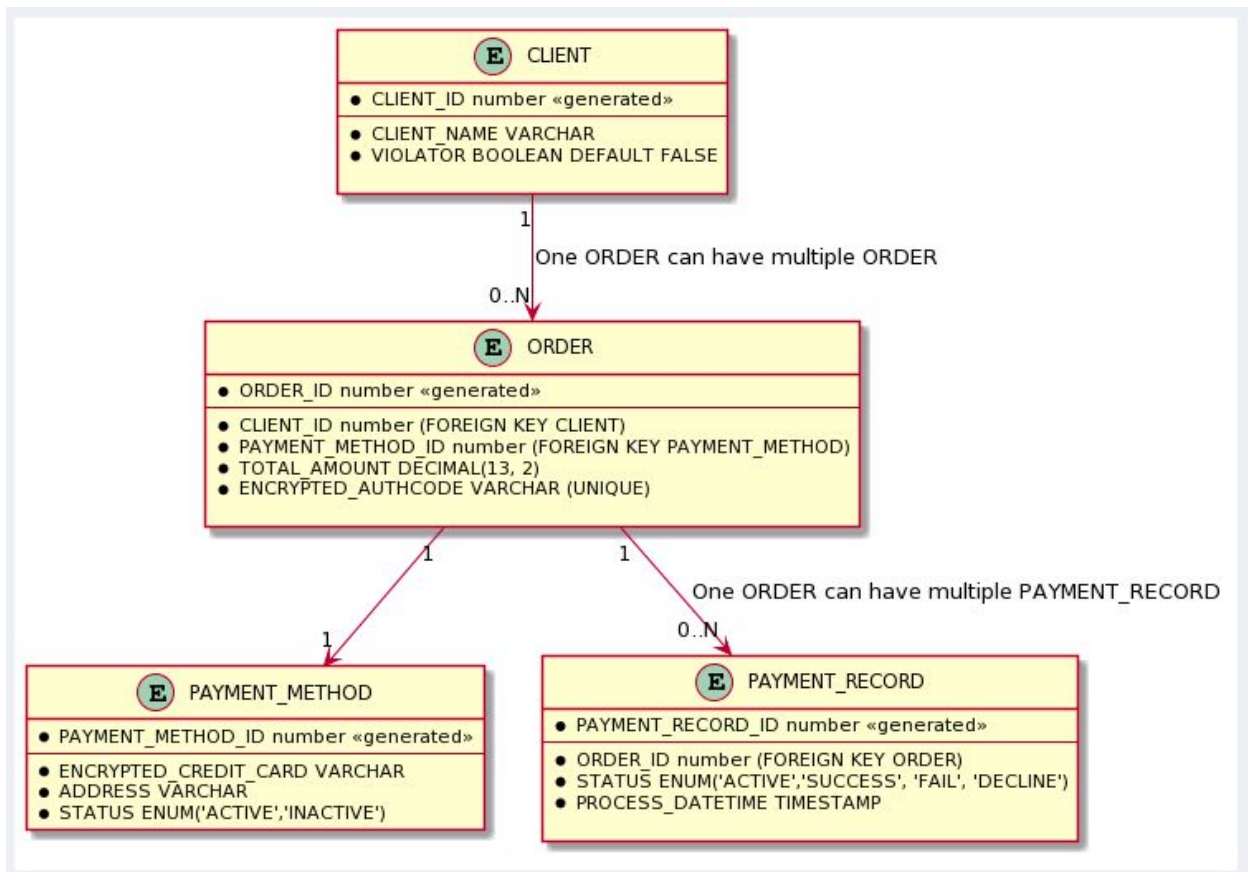 E CLIENT
CLIENT_ID number «generated»
CLIENT_NAME VARCHAR
VIOLATOR BOOLEAN DEFAULT FALSE
1
One ORDER can have multiple ORDER
0..N
E ORDER
ORDER_ID number «generated»
CLIENT_ID number (FOREIGN KEY CLIENT)
PAYMENT_METHOD_ID number (FOREIGN KEY PAYMENT_METHOD)
TOTAL_AMOUNT DECIMAL(13, 2)
ENCRYPTED_AUTHCODE VARCHAR (UNIQUE)
1
1
One ORDER can have multiple PAYMENT_RECORD
1
0..N
E PAYMENT_METHOD
PAYMENT_METHOD_ID number «generated»
ENCRYPTED_CREDIT_CARD VARCHAR
ADDRESS VARCHAR
STATUS ENUM('ACTIVE','INACTIVE')
E PAYMENT_RECORD
PAYMENT_RECORD_ID number «generated»
ORDER_ID number (FOREIGN KEY ORDER)
STATUS ENUM('ACTIVE','SUCCESS', 'FAIL', 'DECLINE')
PROCESS_DATETIME TIMESTAMP